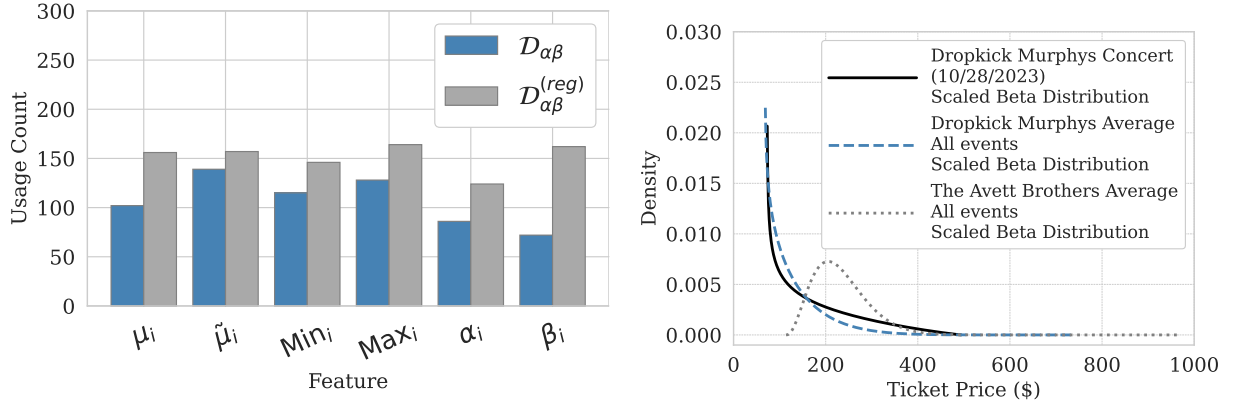 300
250
200
150
100
50
0
Usage Count
𝒟αβ
𝒟αβ^(reg)
μi
μ̃i
Mini
Maxi
αi
βi
Feature
0.030
0.025
0.020
0.015
0.010
0.005
0.000
Density
Dropkick Murphys Concert
(10/28/2023)
Scaled Beta Distribution
Dropkick Murphys Average
All events
Scaled Beta Distribution
The Avett Brothers Average
All events
Scaled Beta Distribution
0 200 400 600 800 1000
Ticket Price ($)